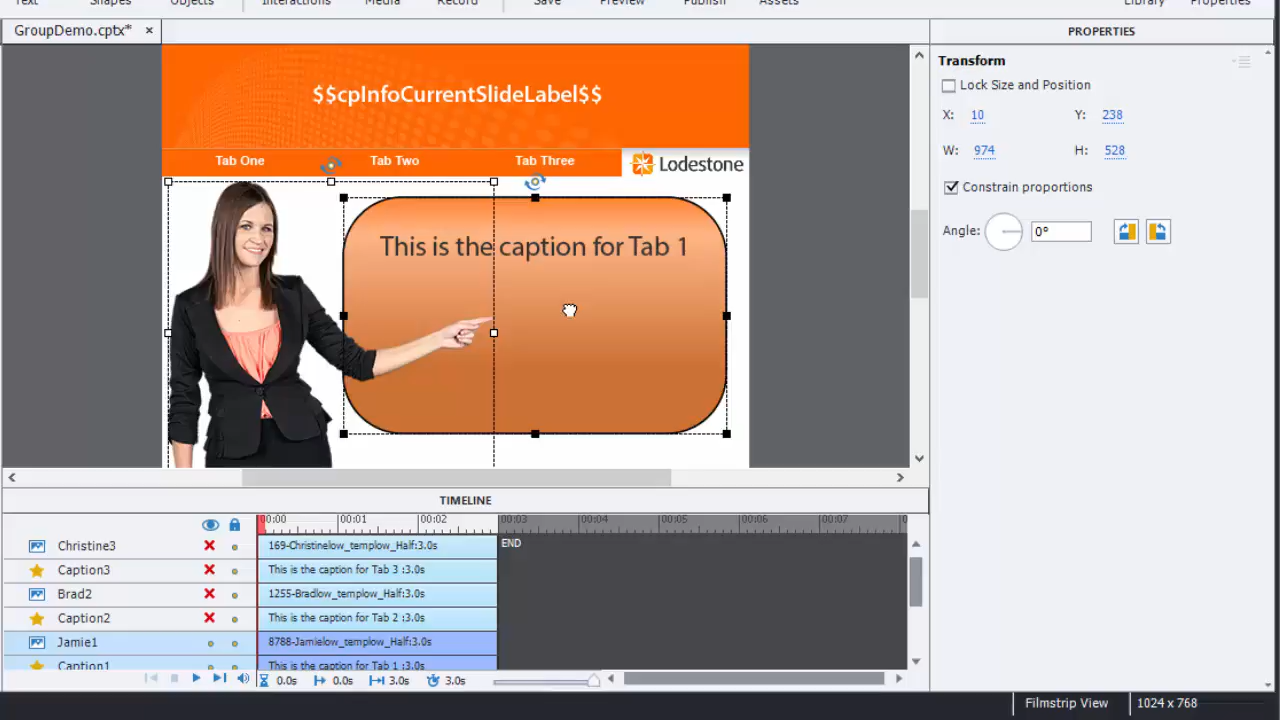 Text Shapes Objects Interactions Media Record Save Preview Publish Assets Library Properties
GroupDemo.cptx* ×
PROPERTIES
Transform
Lock Size and Position
X: 10 Y: 238
W: 974 H: 528
Constrain proportions
Angle: 0°
$$cpInfoCurrentSlideLabel$$
Tab One Tab Two Tab Three Lodestone
This is the caption for Tab 1
TIMELINE
00:00 00:01 00:02 00:03 00:04 00:05 00:06 00:07 0
Christine3 169-Christinelow_templow_Half:3.0s END
Caption3 This is the caption for Tab 3 :3.0s
Brad2 1255-Bradlow_templow_Half:3.0s
Caption2 This is the caption for Tab 2 :3.0s
Jamie1 8788-Jamielow_templow_Half:3.0s
Caption1 This is the caption for Tab 1 :3.0s
0.0s 0.0s 3.0s 3.0s
Filmstrip View 1024 x 768